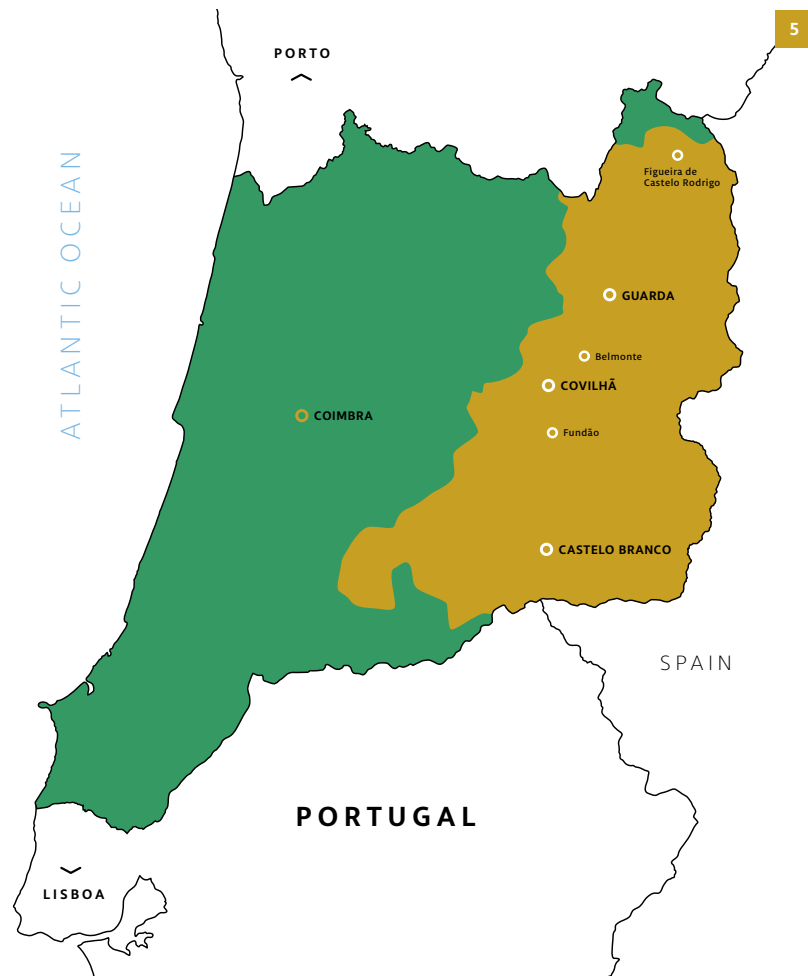 5
PORTO
ATLANTIC OCEAN
Figueira de
Castelo Rodrigo
GUARDA
Belmonte
COVILHÃ
COIMBRA
Fundão
CASTELO BRANCO
SPAIN
PORTUGAL
LISBOA